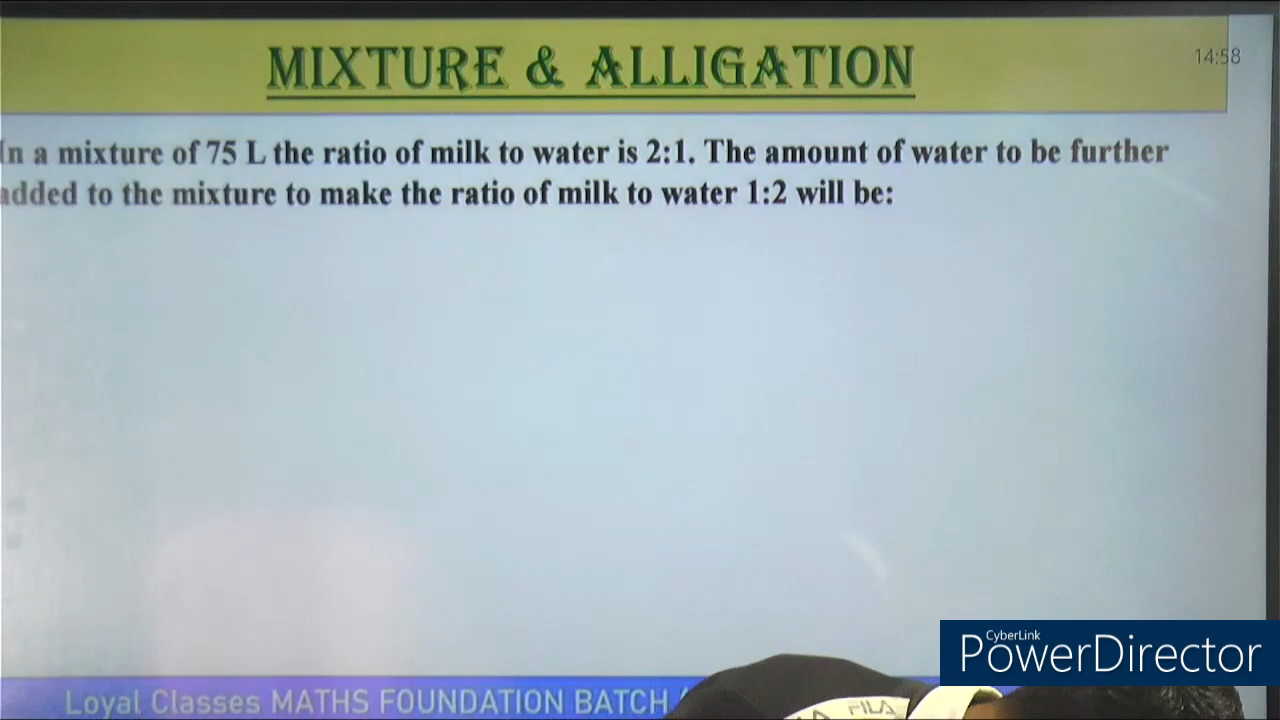 MIXTURE & ALLIGATION
14:58
In a mixture of 75 L the ratio of milk to water is 2:1. The amount of water to be further
added to the mixture to make the ratio of milk to water 1:2 will be:
CyberLink
PowerDirector
Loyal Classes MATHS FOUNDATION BATCH
FILA